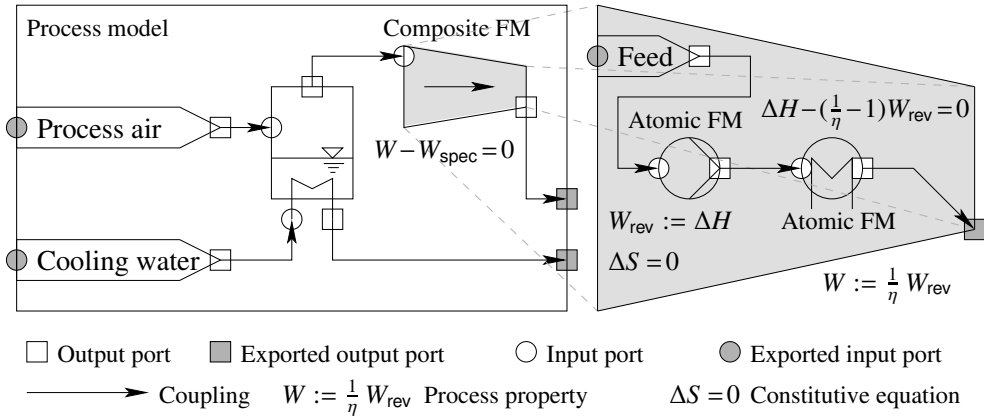 Process model
Composite FM
Process air
W – W_spec = 0
Cooling water
Feed
ΔH – (1/η – 1) W_rev = 0
Atomic FM
Atomic FM
W_rev := ΔH
ΔS = 0
W := 1/η W_rev
Output port
Exported output port
Input port
Exported input port
Coupling
W := 1/η W_rev Process property
ΔS = 0 Constitutive equation